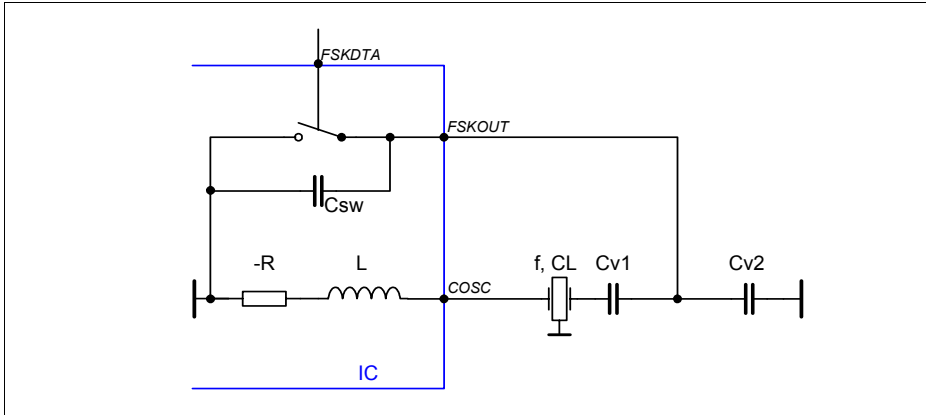 FSKDTA
FSKOUT
Csw
-R
L
COSC
f, CL
Cv1
Cv2
IC